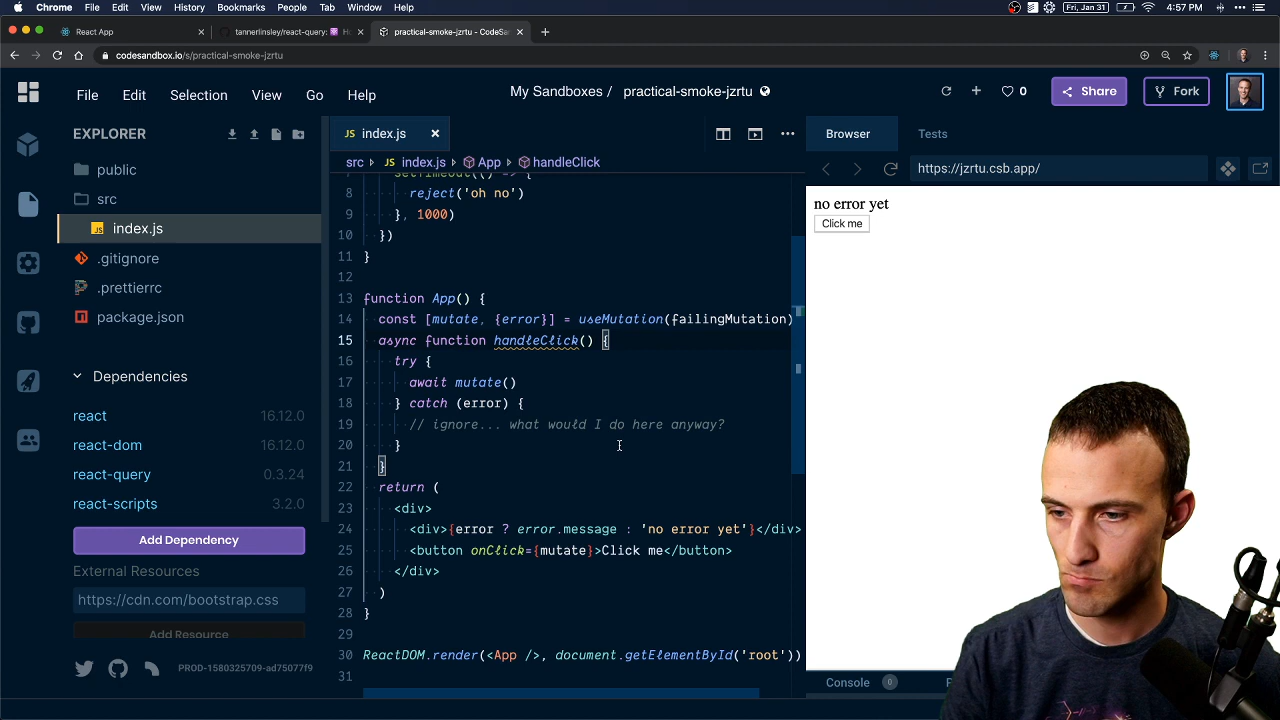 Chrome File Edit View History Bookmarks People Tab Window Help
Fri, Jan 31 4:57 PM
React App
tannerlinsley/react-query:
practical-smoke-jzrtu - CodeSa
codesandbox.io/s/practical-smoke-jzrtu
File Edit Selection View Go Help
My Sandboxes / practical-smoke-jzrtu
0
Share
Fork
EXPLORER
public
src
index.js
.gitignore
.prettierrc
package.json
Dependencies
react 16.12.0
react-dom 16.12.0
react-query 0.3.24
react-scripts 3.2.0
Add Dependency
External Resources
https://cdn.com/bootstrap.css
Add Resource
PROD-1580325709-ad75077f9
JS index.js
src JS index.js App handleClick
7 setTimeout(() => {
8 reject('oh no')
9 }, 1000)
10 })
11 }
12
13 function App() {
14 const [mutate, {error}] = useMutation(failingMutation)
15 async function handleClick() {
16 try {
17 await mutate()
18 } catch (error) {
19 // ignore... what would I do here anyway?
20 }
21 }
22 return (
23 <div>
24 <div>{error ? error.message : 'no error yet'}</div>
25 <button onClick={mutate}>Click me</button>
26 </div>
27 )
28 }
29
30 ReactDOM.render(<App />, document.getElementById('root'))
31
Browser
Tests
https://jzrtu.csb.app/
no error yet
Click me
Console 0